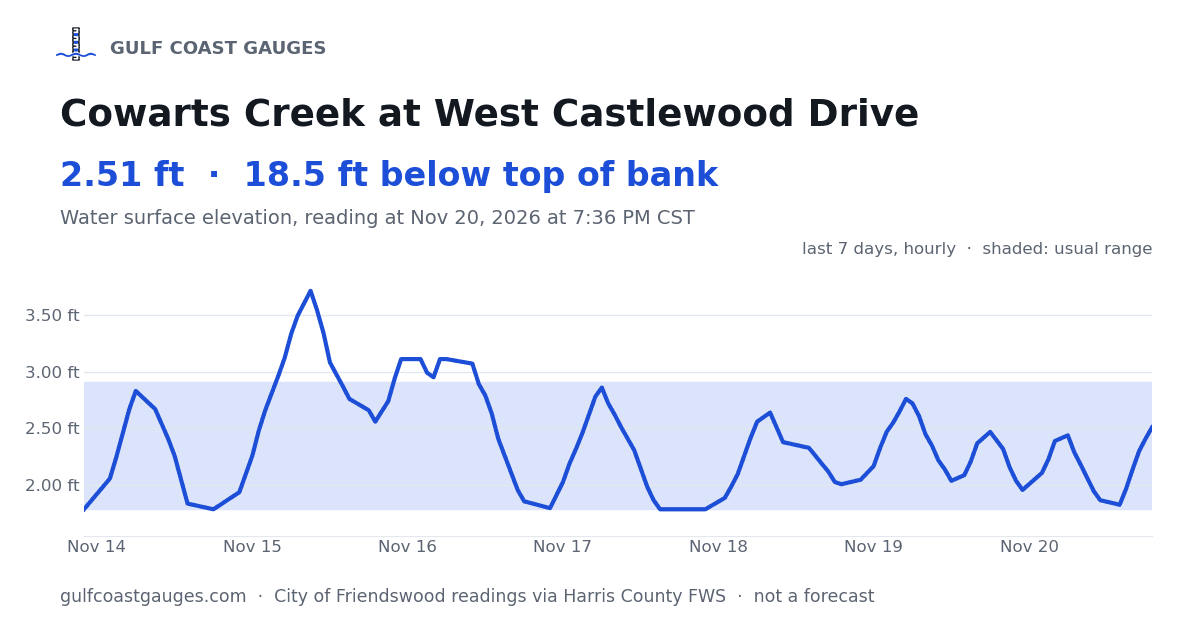 GULF COAST GAUGES
Cowarts Creek at West Castlewood Drive
2.51 ft · 18.5 ft below top of bank
Water surface elevation, reading at Nov 20, 2026 at 7:36 PM CST
last 7 days, hourly · shaded: usual range
3.50 ft
3.00 ft
2.50 ft
2.00 ft
Nov 14 Nov 15 Nov 16 Nov 17 Nov 18 Nov 19 Nov 20
gulfcoastgauges.com · City of Friendswood readings via Harris County FWS · not a forecast